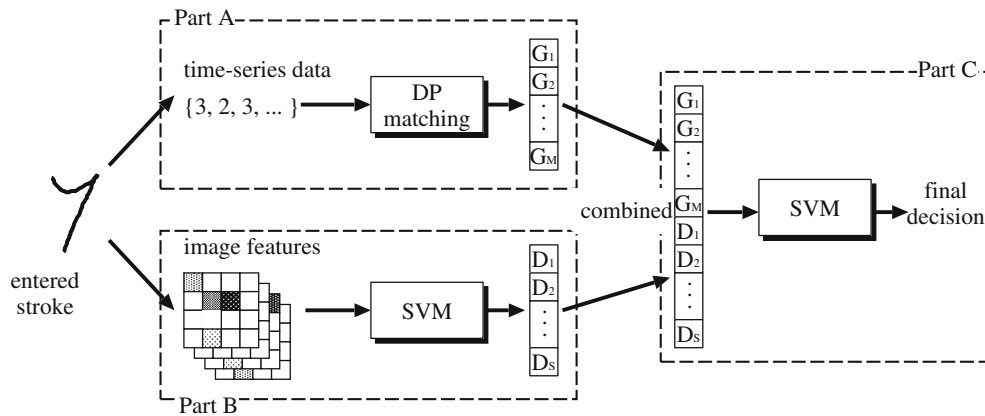 Part A
time-series data
{3, 2, 3, ... }
DP
matching
G1
G2
⋮
GM
entered
stroke
image features
SVM
D1
D2
⋮
DS
Part B
Part C
combined
G1
G2
⋮
GM
D1
D2
⋮
DS
SVM
final
decision